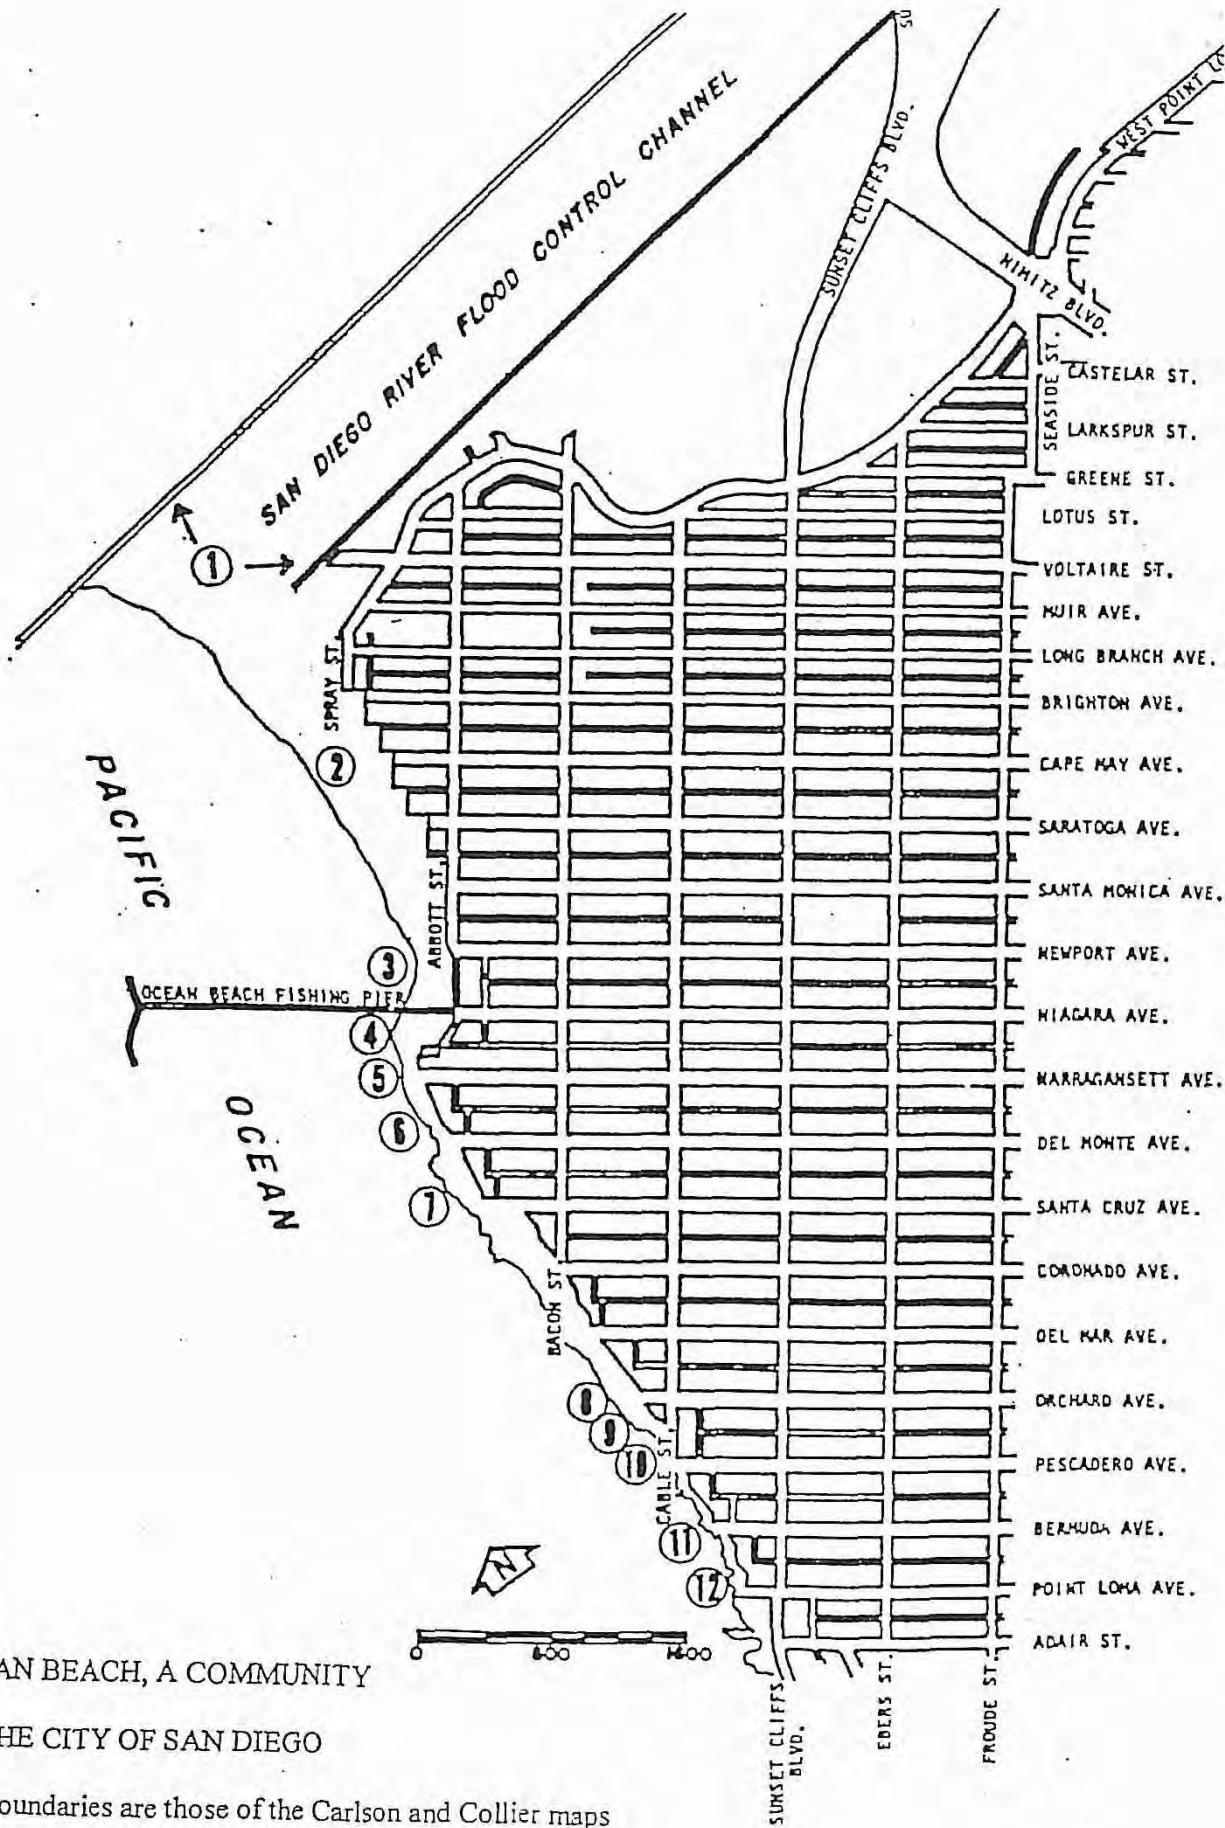 SAN DIEGO RIVER FLOOD CONTROL CHANNEL
SUNSET CLIFFS BLVD.
WEST POINT
NIMITZ BLVD.
SEASIDE ST.
CASTELAR ST.
LARKSPUR ST.
GREENE ST.
LOTUS ST.
VOLTAIRE ST.
MUIR AVE.
LONG BRANCH AVE.
BRIGHTON AVE.
CAPE MAY AVE.
SARATOGA AVE.
SANTA MONICA AVE.
NEWPORT AVE.
NIAGARA AVE.
NARRAGANSETT AVE.
DEL MONTE AVE.
SANTA CRUZ AVE.
CORONADO AVE.
DEL MAR AVE.
ORCHARD AVE.
PESCADERO AVE.
BERMUDA AVE.
POINT LOMA AVE.
ADAIR ST.
1
SPRAY ST.
2
PACIFIC
OCEAN
ABBOTT ST.
3
OCEAN BEACH FISHING PIER
4
5
6
7
BACON ST.
8
9
10
CABLE ST.
11
12
N
0
SUNSET CLIFFS
BLVD.
EBERS ST.
FROUDE ST.
AN BEACH, A COMMUNITY
HE CITY OF SAN DIEGO
oundaries are those of the Carlson and Collier maps